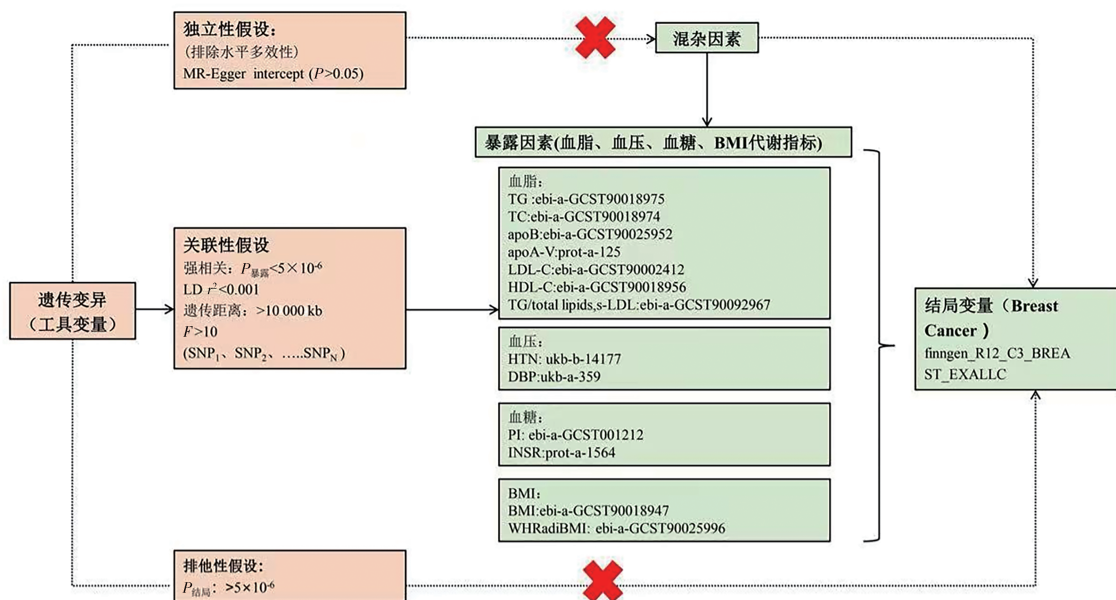 独立性假设：
(排除水平多效性)
MR-Egger intercept (P>0.05)
混杂因素
暴露因素(血脂、血压、血糖、BMI代谢指标)
血脂：
TG :ebi-a-GCST90018975
TC:ebi-a-GCST90018974
apoB:ebi-a-GCST90025952
apoA-V:prot-a-125
LDL-C:ebi-a-GCST90002412
HDL-C:ebi-a-GCST90018956
TG/total lipids,s-LDL:ebi-a-GCST90092967
关联性假设
强相关：P暴露<5×10⁻⁶
LD r²<0.001
遗传距离：>10 000 kb
F>10
(SNP₁、SNP₂、…..SNPN )
遗传变异
（工具变量）
血压：
HTN: ukb-b-14177
DBP:ukb-a-359
血糖：
PI: ebi-a-GCST001212
INSR:prot-a-1564
BMI：
BMI:ebi-a-GCST90018947
WHRadiBMI: ebi-a-GCST90025996
结局变量（Breast
Cancer ）
finngen_R12_C3_BREA
ST_EXALLC
排他性假设：
P结局：>5×10⁻⁶